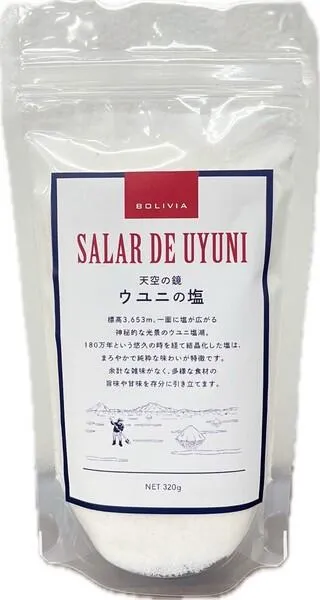 BOLIVIA
SALAR DE UYUNI
天空の鏡
ウユニの塩
標高3,653m、一面に塩が広がる
神秘的な光景のウユニ塩湖。
180万年という悠久の時を経て結晶化した塩は、
まろやかで純粋な味わいが特徴です。
余計な雑味がなく、多様な食材の
旨味や甘味を存分に引き立てます。
NET 320g